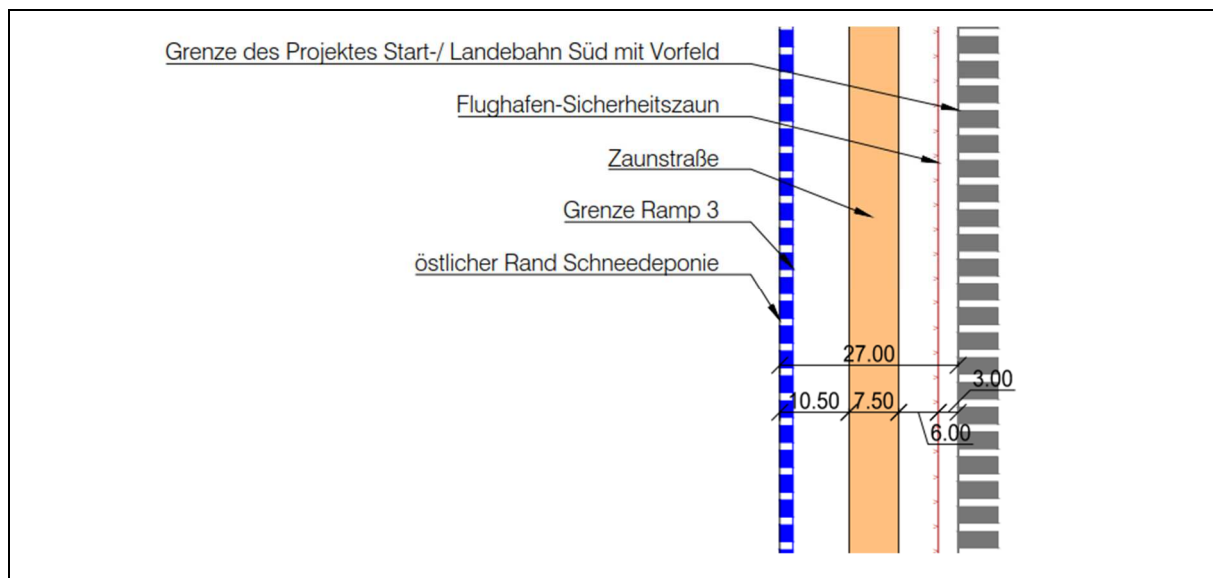 Grenze des Projektes Start-/ Landebahn Süd mit Vorfeld
Flughafen-Sicherheitszaun
Zaunstraße
Grenze Ramp 3
östlicher Rand Schneedeponie
27.00
3.00
10.50
7.50
6.00